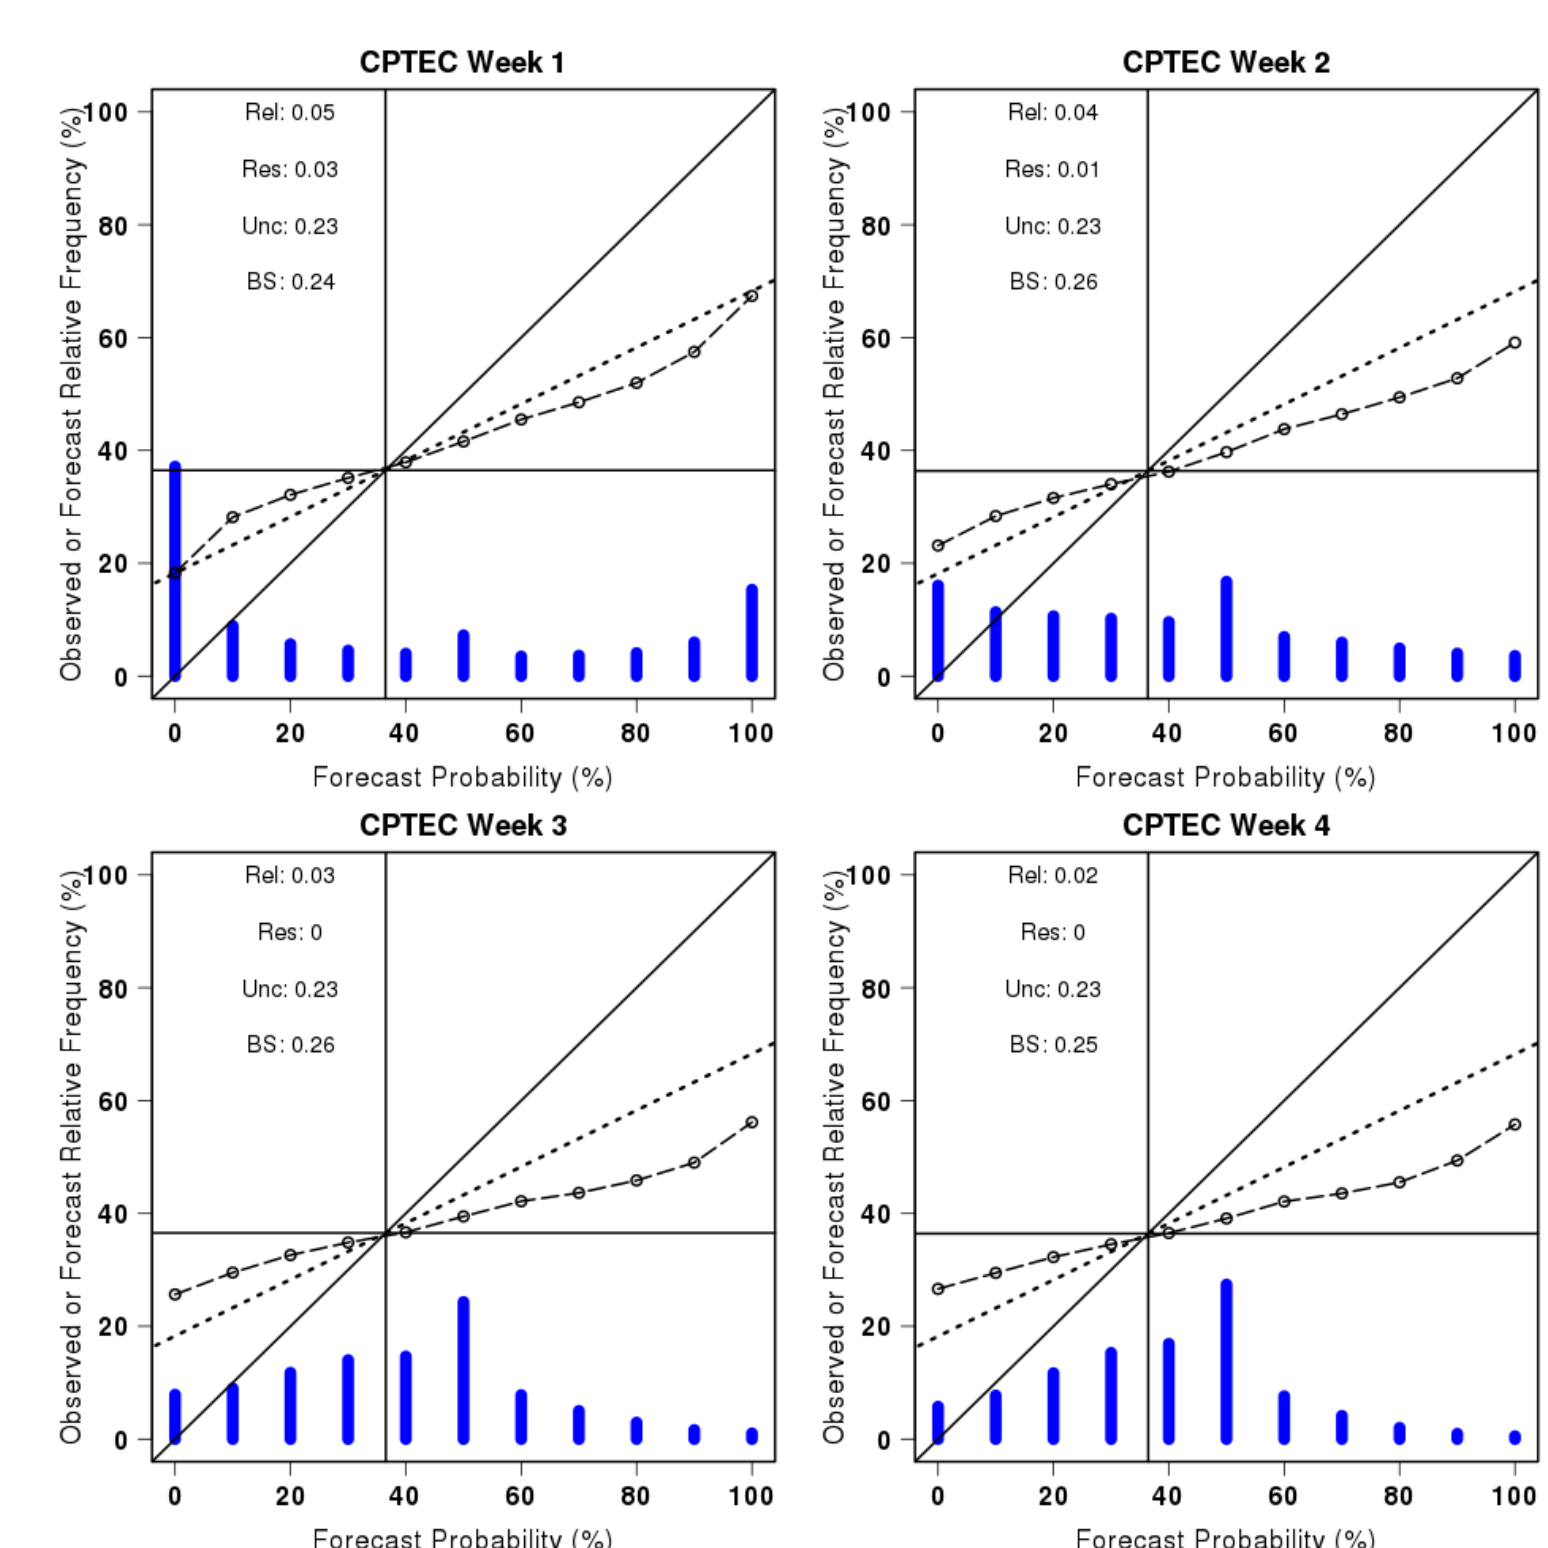 CPTEC Week 1
Observed or Forecast Relative Frequency (%)
100
80
60
40
20
0
Rel: 0.05
Res: 0.03
Unc: 0.23
BS: 0.24
0 20 40 60 80 100
Forecast Probability (%)
CPTEC Week 2
Observed or Forecast Relative Frequency (%)
100
80
60
40
20
0
Rel: 0.04
Res: 0.01
Unc: 0.23
BS: 0.26
0 20 40 60 80 100
Forecast Probability (%)
CPTEC Week 3
Observed or Forecast Relative Frequency (%)
100
80
60
40
20
0
Rel: 0.03
Res: 0
Unc: 0.23
BS: 0.26
0 20 40 60 80 100
Forecast Probability (%)
CPTEC Week 4
Observed or Forecast Relative Frequency (%)
100
80
60
40
20
0
Rel: 0.02
Res: 0
Unc: 0.23
BS: 0.25
0 20 40 60 80 100
Forecast Probability (%)